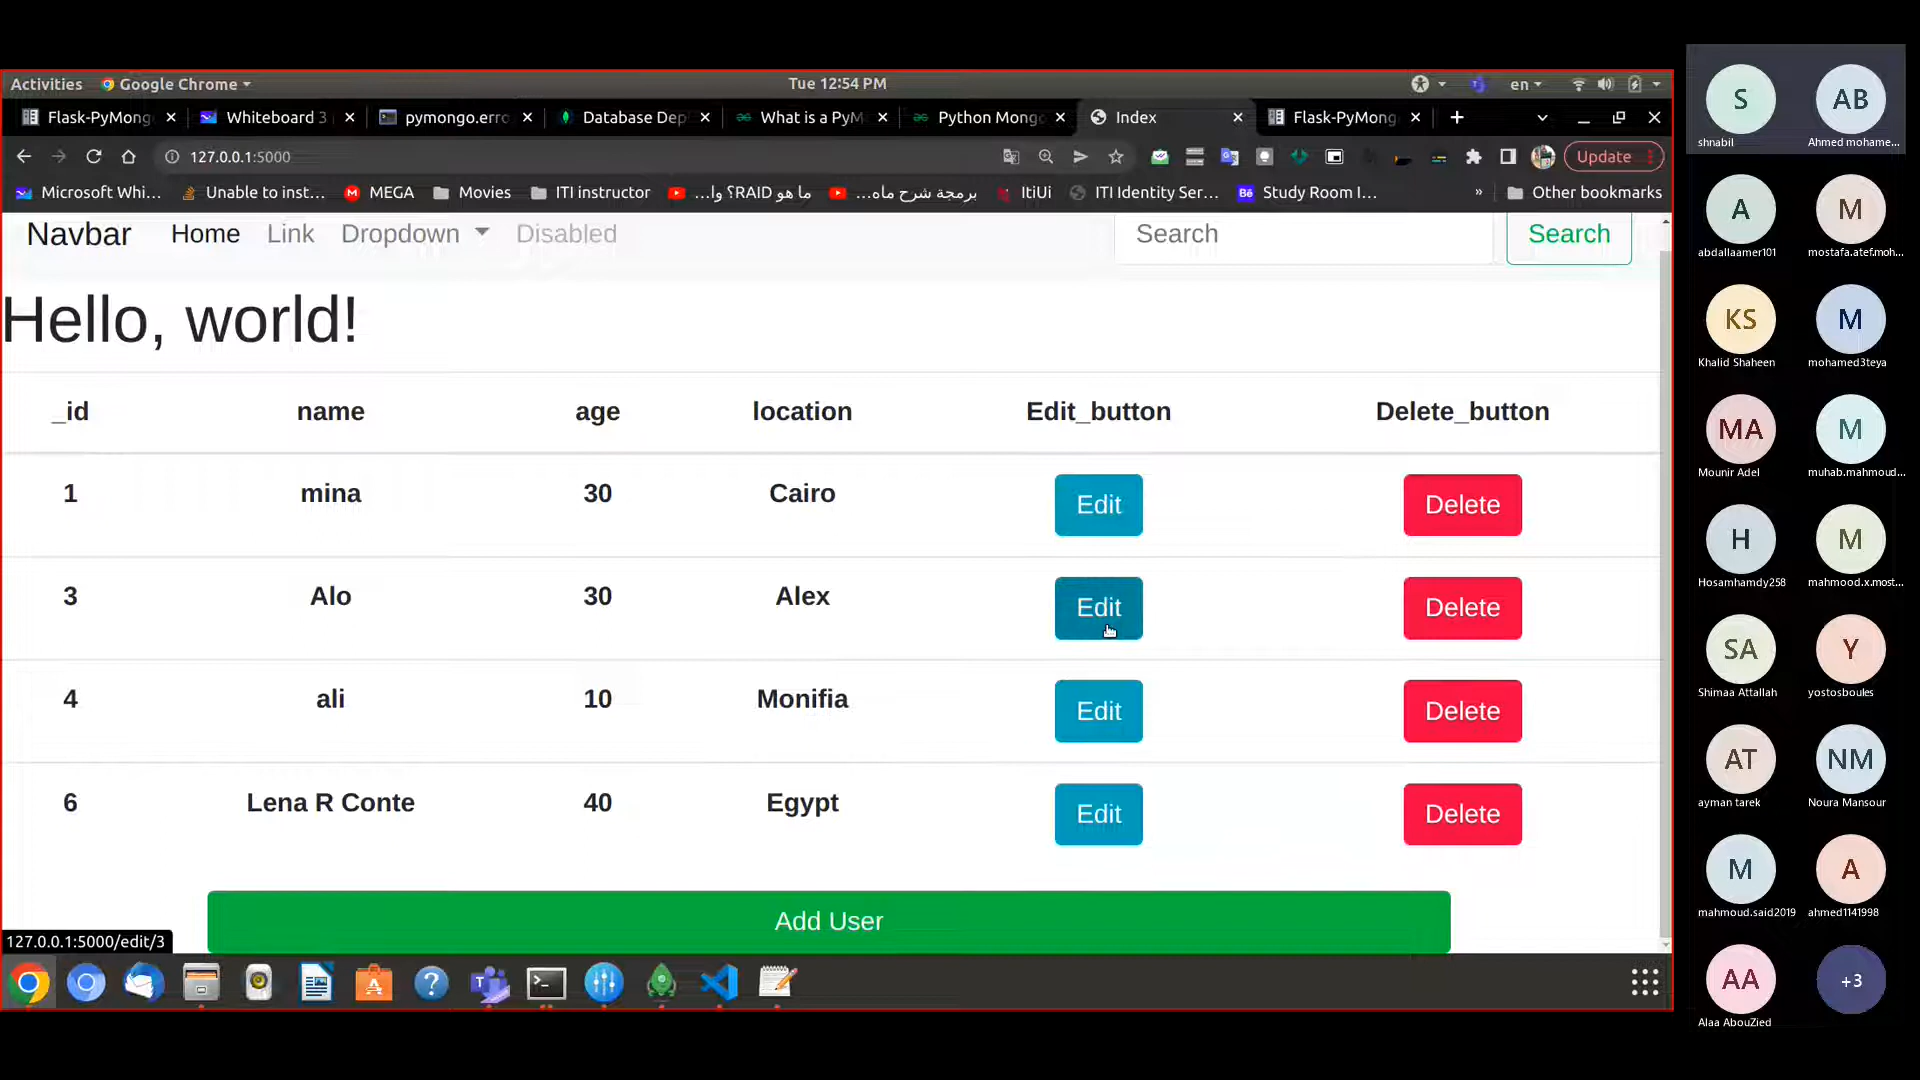 Activities Google Chrome Tue 12:54 PM en
Flask-PyMong Whiteboard 3 pymongo.erro Database Dep What is a PyM Python Mong Index Flask-PyMong
127.0.0.1:5000 Update
Microsoft Whi... Unable to inst... MEGA Movies ITI instructor ما هو RAID؟ وا... برمجة شرح ماه... ItiUi ITI Identity Ser... Study Room I... » Other bookmarks
Navbar Home Link Dropdown Disabled Search Search
Hello, world!
_id name age location Edit_button Delete_button
1 mina 30 Cairo Edit Delete
3 Alo 30 Alex Edit Delete
4 ali 10 Monifia Edit Delete
6 Lena R Conte 40 Egypt Edit Delete
Add User
127.0.0.1:5000/edit/3
S AB
shnabil Ahmed mohame...
A M
abdallaamer101 mostafa.atef.moh...
KS M
Khalid Shaheen mohamed3teya
MA M
Mounir Adel muhab.mahmoud...
H M
Hosamhamdy258 mahmood.x.most...
SA Y
Shimaa Attallah yostosboules
AT NM
ayman tarek Noura Mansour
M A
mahmoud.said2019 ahmed1141998
AA +3
Alaa AbouZied